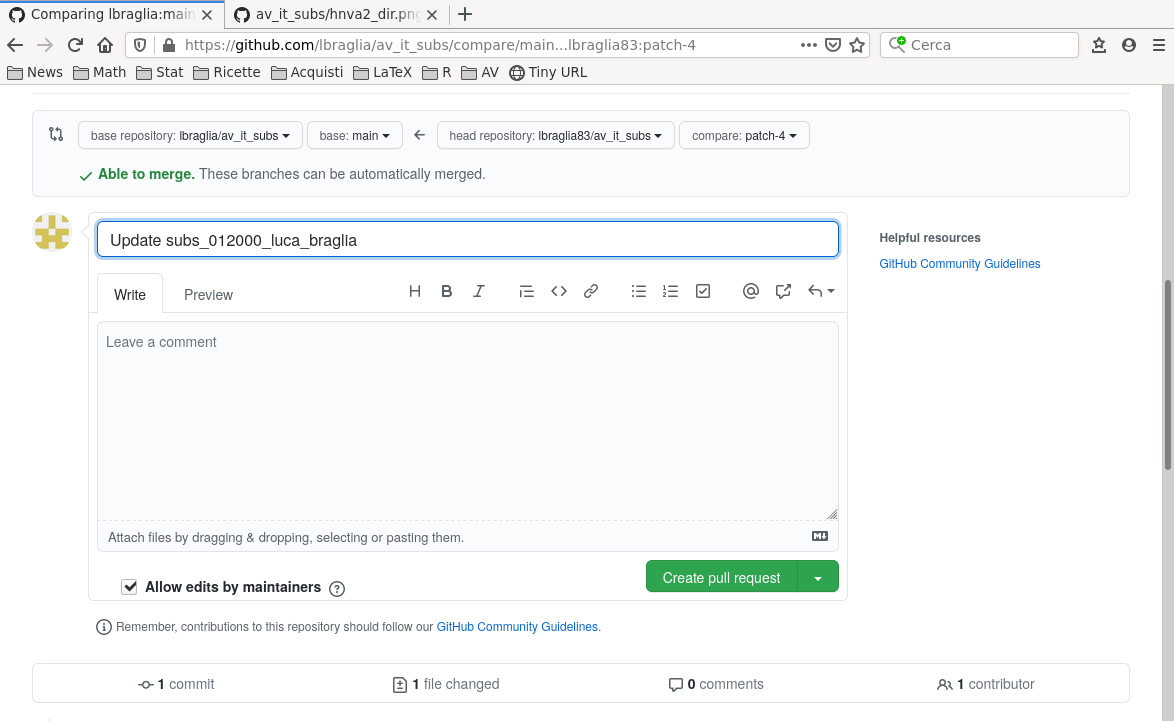 Comparing lbraglia:main
av_it_subs/hnva2_dir.png
https://github.com/lbraglia/av_it_subs/compare/main...lbraglia83:patch-4
Cerca
News Math Stat Ricette Acquisti LaTeX R AV Tiny URL
base repository: lbraglia/av_it_subs base: main head repository: lbraglia83/av_it_subs compare: patch-4
Able to merge. These branches can be automatically merged.
Update subs_012000_luca_braglia
Helpful resources
GitHub Community Guidelines
Write Preview
Leave a comment
Attach files by dragging & dropping, selecting or pasting them.
Allow edits by maintainers
Create pull request
Remember, contributions to this repository should follow our GitHub Community Guidelines.
1 commit 1 file changed 0 comments 1 contributor